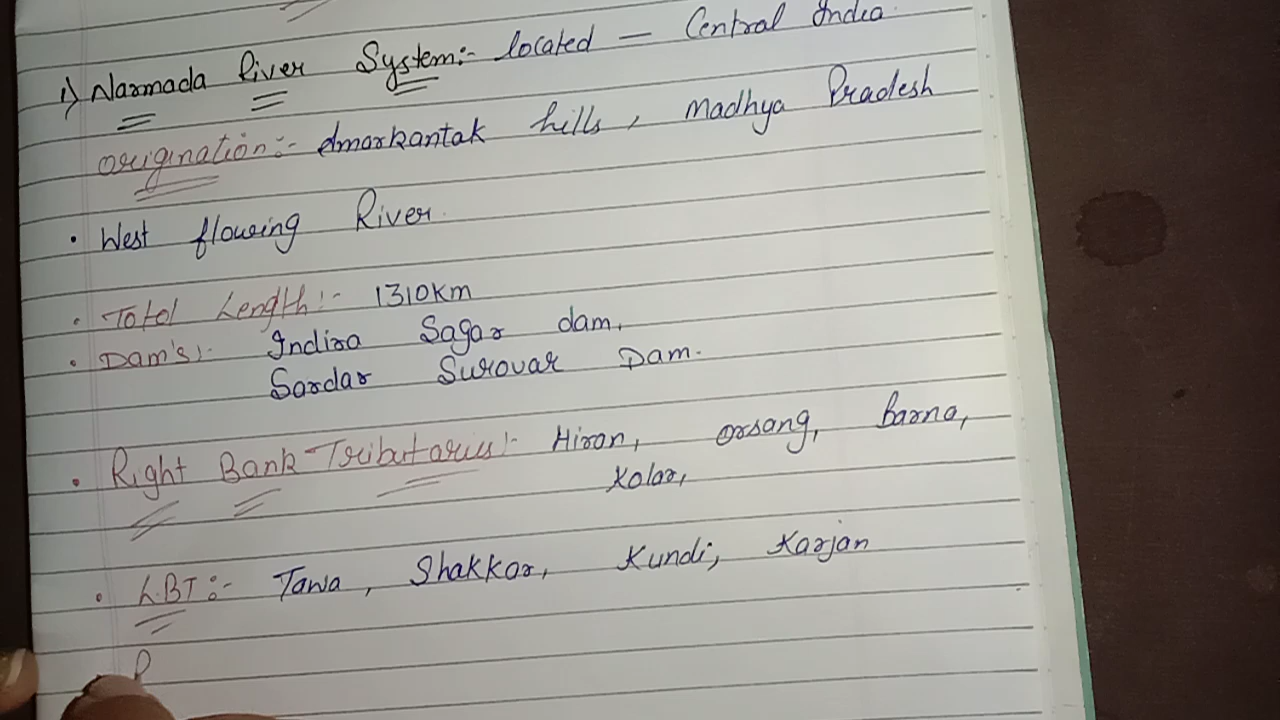 1) Narmada River System:- located — Central India
origination:- Amarkantak hills, Madhya Pradesh
• West flowing River.
• Total Length:- 1310km
• Dam's:- Indira Sagar dam.
Sardar Surovar Dam.
• Right Bank Tributaries:- Hiran, Orsang, Barna,
Kolar,
• LBT:- Tawa, Shakkar, Kundi, Karjan